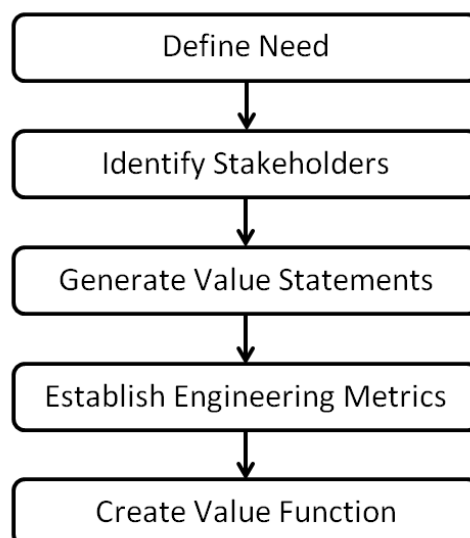 Define Need
Identify Stakeholders
Generate Value Statements
Establish Engineering Metrics
Create Value Function